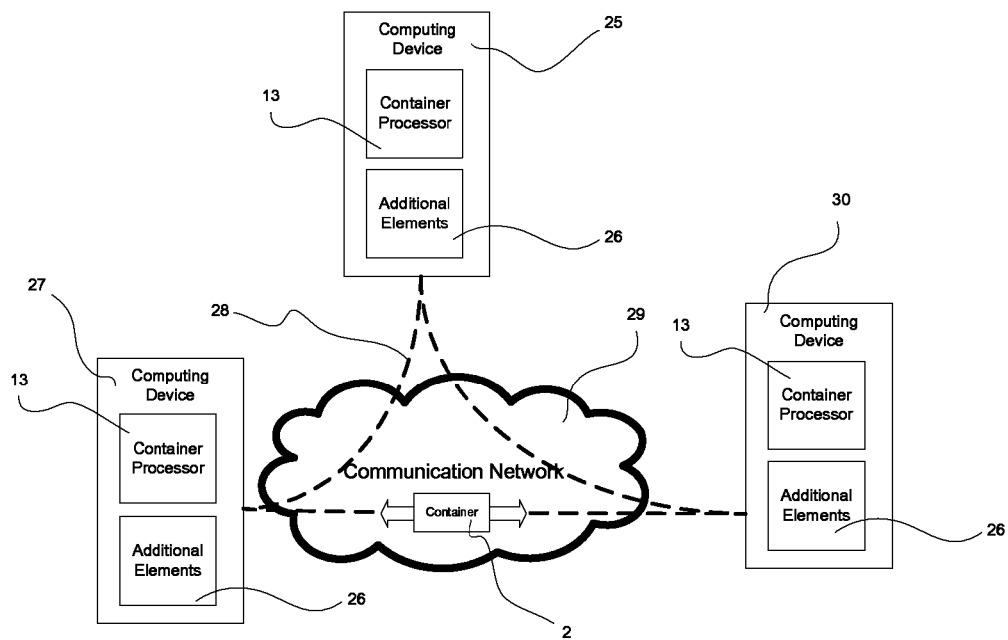 25
Computing
Device
13
Container
Processor
Additional
Elements
26
30
27
28
29
Computing
Device
13
Container
Processor
Computing
Device
13
Container
Processor
Communication Network
Container
Additional
Elements
26
Additional
Elements
26
2